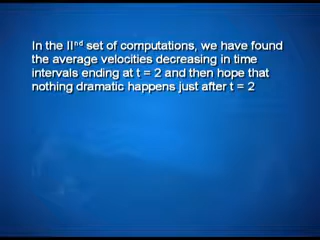 In the IIⁿᵈ set of computations, we have found
the average velocities decreasing in time
intervals ending at t = 2 and then hope that
nothing dramatic happens just after t = 2